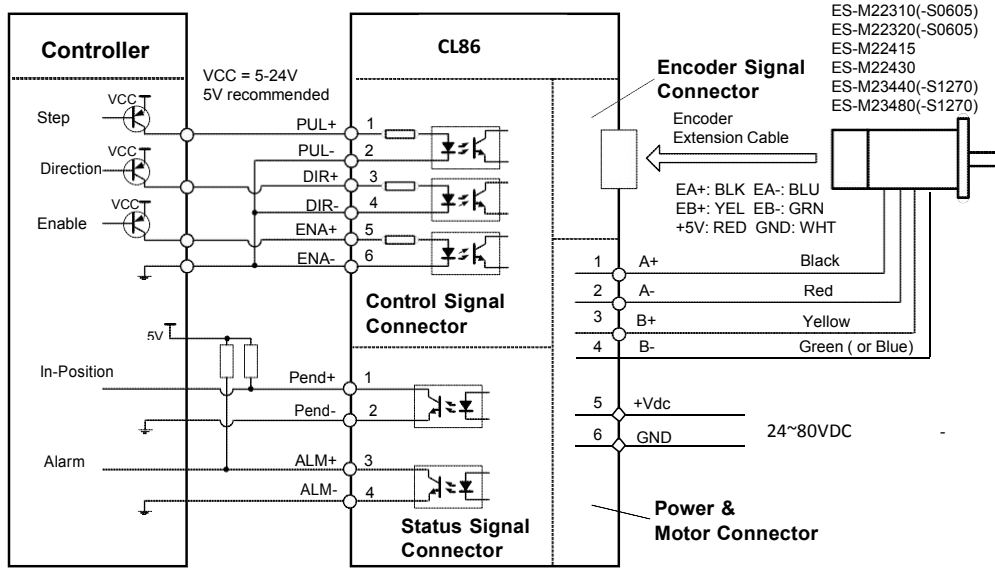 Controller
VCC = 5-24V
5V recommended
VCC
Step
VCC
Direction
VCC
Enable
CL86
PUL+ 1
PUL- 2
DIR+ 3
DIR- 4
ENA+ 5
ENA- 6
Control Signal
Connector
5V
In-Position
Pend+ 1
Pend- 2
Alarm
ALM+ 3
ALM- 4
Status Signal
Connector
Encoder Signal
Connector
Encoder
Extension Cable
ES-M22310(-S0605)
ES-M22320(-S0605)
ES-M22415
ES-M22430
ES-M23440(-S1270)
ES-M23480(-S1270)
EA+: BLK EA-: BLU
EB+: YEL EB-: GRN
+5V: RED GND: WHT
1 A+ Black
2 A- Red
3 B+ Yellow
4 B- Green ( or Blue)
5 +Vdc
24~80VDC -
6 GND
Power &
Motor Connector